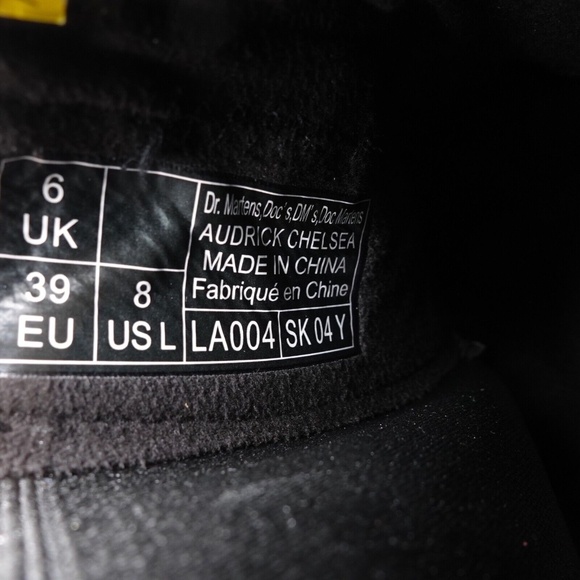 6
UK
39
EU
8
US L
Dr. Martens,Doc's,DM's,Doc Martens
AUDRICK CHELSEA
MADE IN CHINA
Fabriqué en Chine
LA004
SK 04 Y